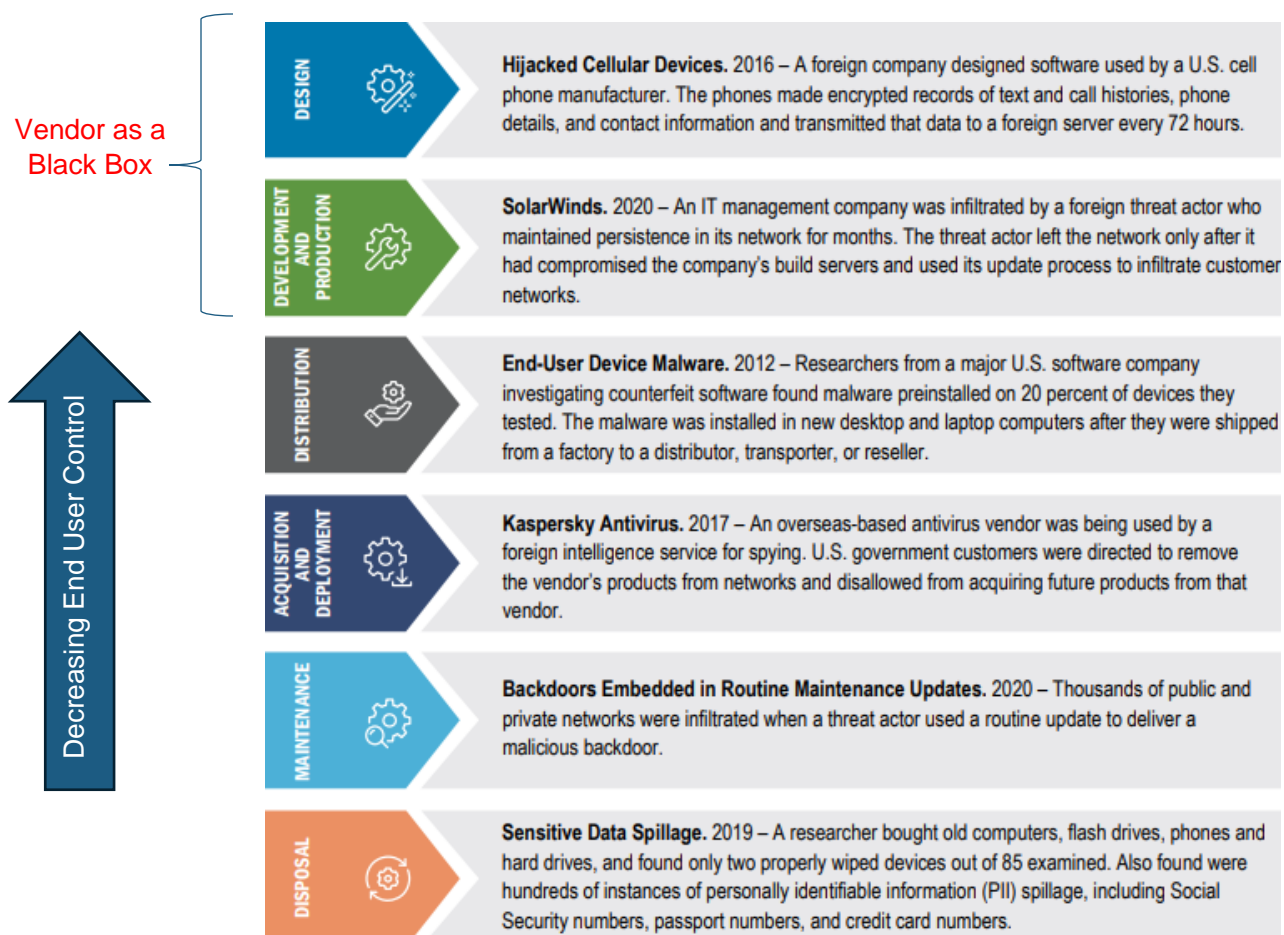 Vendor as a
Black Box
Decreasing End User Control
DESIGN
Hijacked Cellular Devices. 2016 – A foreign company designed software used by a U.S. cell
phone manufacturer. The phones made encrypted records of text and call histories, phone
details, and contact information and transmitted that data to a foreign server every 72 hours.
DEVELOPMENT
AND
PRODUCTION
SolarWinds. 2020 – An IT management company was infiltrated by a foreign threat actor who
maintained persistence in its network for months. The threat actor left the network only after it
had compromised the company's build servers and used its update process to infiltrate customer
networks.
DISTRIBUTION
End-User Device Malware. 2012 – Researchers from a major U.S. software company
investigating counterfeit software found malware preinstalled on 20 percent of devices they
tested. The malware was installed in new desktop and laptop computers after they were shipped
from a factory to a distributor, transporter, or reseller.
ACQUISITION
AND
DEPLOYMENT
Kaspersky Antivirus. 2017 – An overseas-based antivirus vendor was being used by a
foreign intelligence service for spying. U.S. government customers were directed to remove
the vendor's products from networks and disallowed from acquiring future products from that
vendor.
MAINTENANCE
Backdoors Embedded in Routine Maintenance Updates. 2020 – Thousands of public and
private networks were infiltrated when a threat actor used a routine update to deliver a
malicious backdoor.
DISPOSAL
Sensitive Data Spillage. 2019 – A researcher bought old computers, flash drives, phones and
hard drives, and found only two properly wiped devices out of 85 examined. Also found were
hundreds of instances of personally identifiable information (PII) spillage, including Social
Security numbers, passport numbers, and credit card numbers.